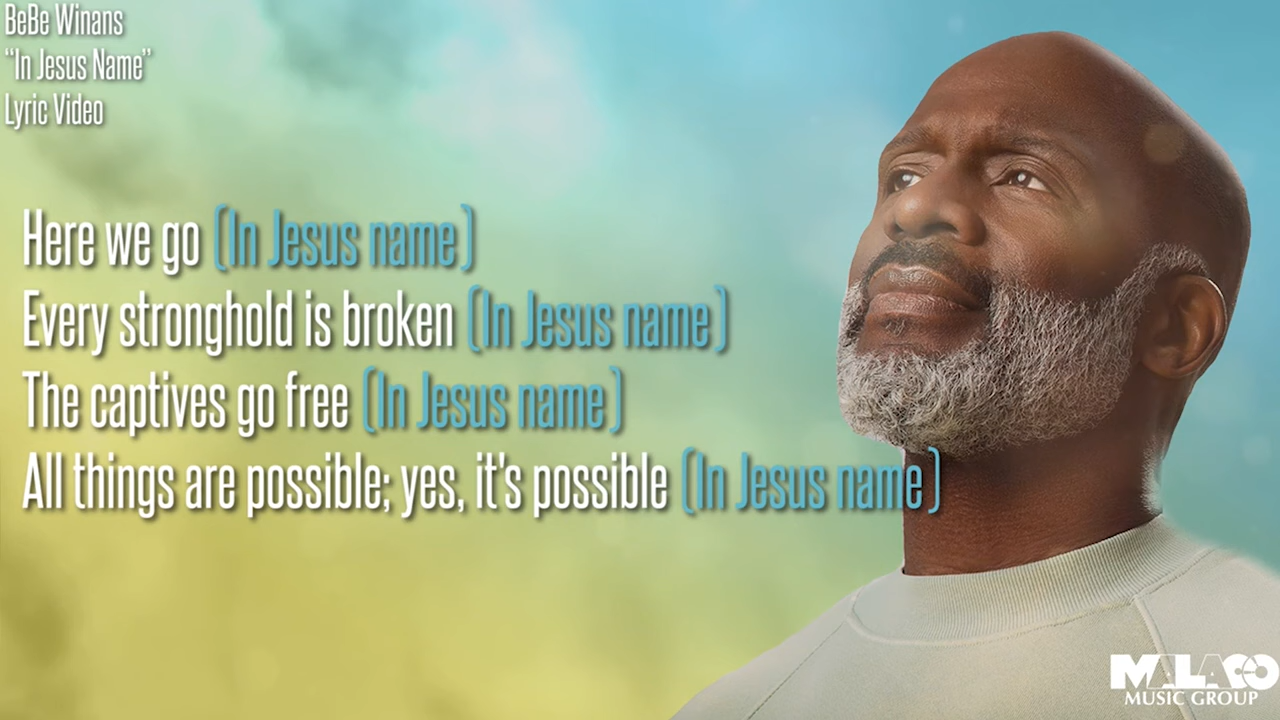 BeBe Winans
“In Jesus Name”
Lyric Video
Here we go (In Jesus name)
Every stronghold is broken (In Jesus name)
The captives go free (In Jesus name)
All things are possible; yes, it's possible (In Jesus name)
MALACO
MUSIC GROUP